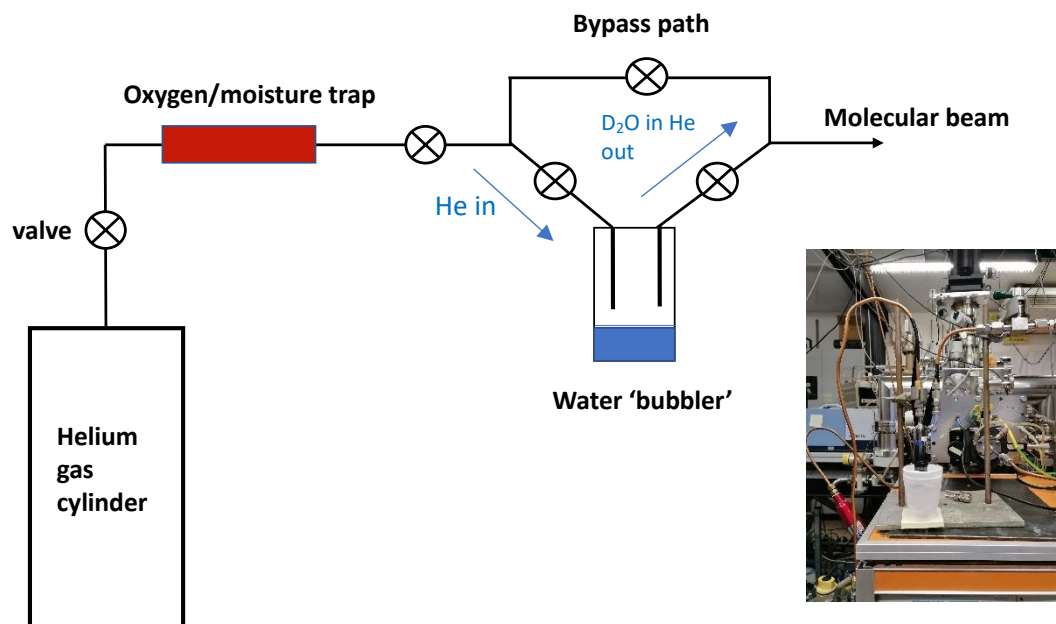 Bypass path
Oxygen/moisture trap
D₂O in He
out
Molecular beam
He in
valve
Water ‘bubbler’
Helium
gas
cylinder